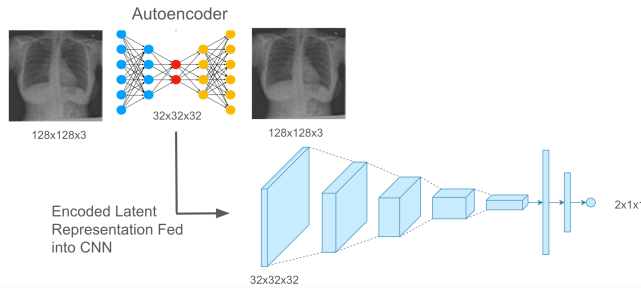 Autoencoder
32x32x32
128x128x3
128x128x3
Encoded Latent
Representation Fed
into CNN
2x1x1
32x32x32